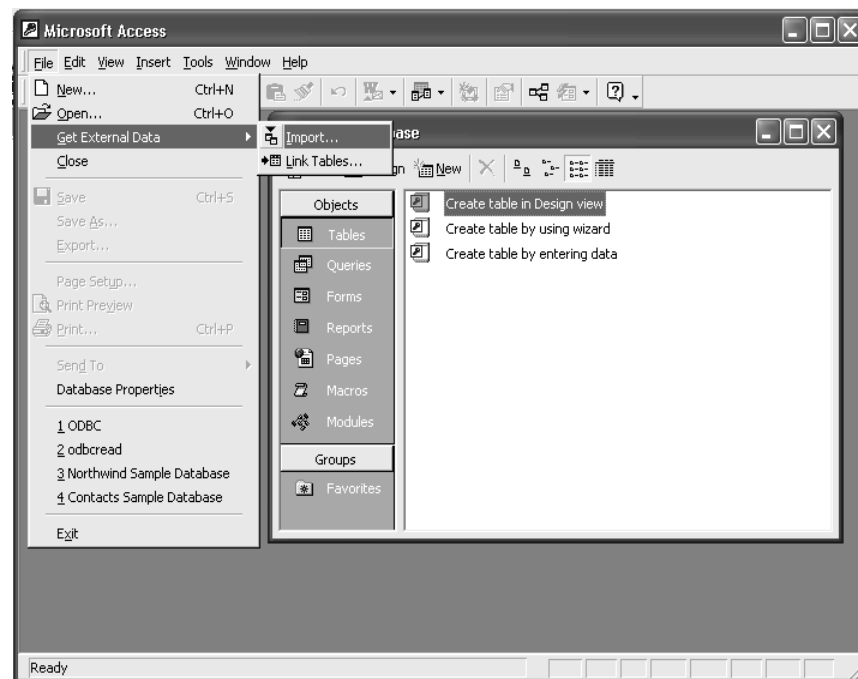 Microsoft Access
File Edit View Insert Tools Window Help
New... Ctrl+N
Open... Ctrl+O
Get External Data
Close
Save Ctrl+S
Save As...
Export...
Page Setup...
Print Preview
Print... Ctrl+P
Send To
Database Properties
1 ODBC
2 odbcread
3 Northwind Sample Database
4 Contacts Sample Database
Exit
Import...
Link Tables...
New
Objects
Tables
Queries
Forms
Reports
Pages
Macros
Modules
Groups
Favorites
Create table in Design view
Create table by using wizard
Create table by entering data
Ready